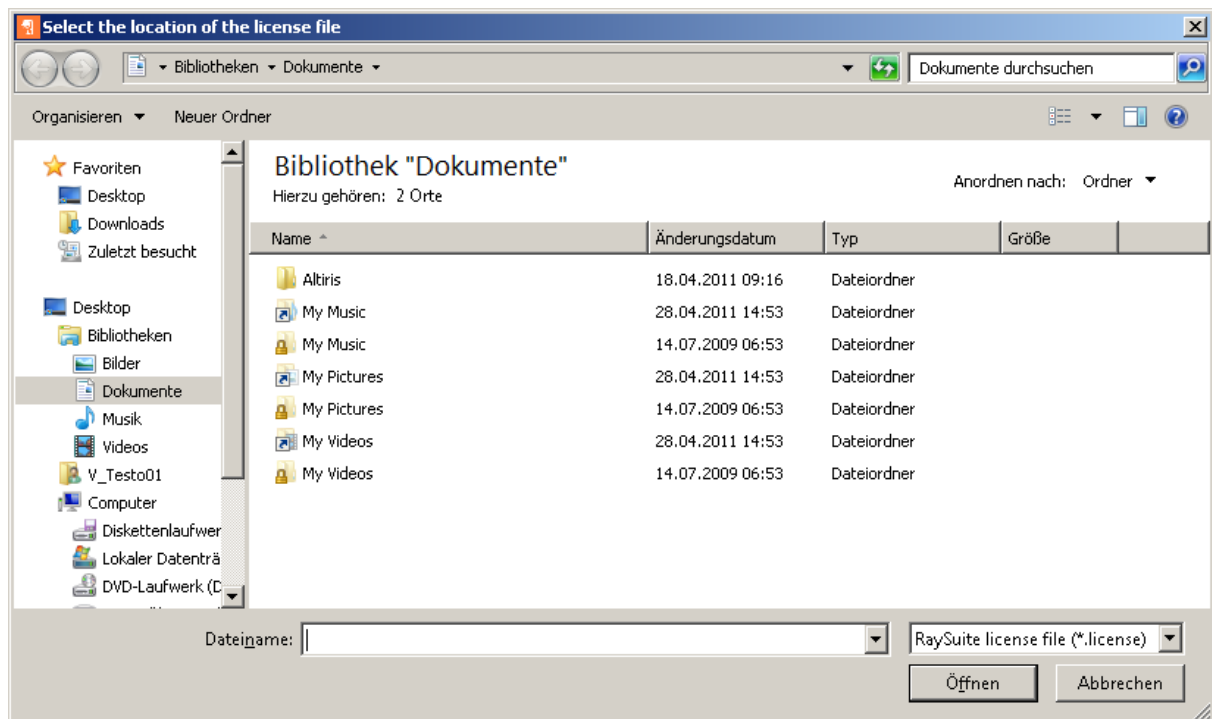 Select the location of the license file
Bibliotheken Dokumente
Dokumente durchsuchen
Organisieren Neuer Ordner
Favoriten
Desktop
Downloads
Zuletzt besucht
Desktop
Bibliotheken
Bilder
Dokumente
Musik
Videos
V_Testo01
Computer
Diskettenlaufwer
Lokaler Datenträ
DVD-Laufwerk (D
Bibliothek "Dokumente"
Hierzu gehören: 2 Orte
Anordnen nach: Ordner
Name Änderungsdatum Typ Größe
Altiris 18.04.2011 09:16 Dateiordner
My Music 28.04.2011 14:53 Dateiordner
My Music 14.07.2009 06:53 Dateiordner
My Pictures 28.04.2011 14:53 Dateiordner
My Pictures 14.07.2009 06:53 Dateiordner
My Videos 28.04.2011 14:53 Dateiordner
My Videos 14.07.2009 06:53 Dateiordner
Dateiname:
RaySuite license file (*.license)
Öffnen Abbrechen